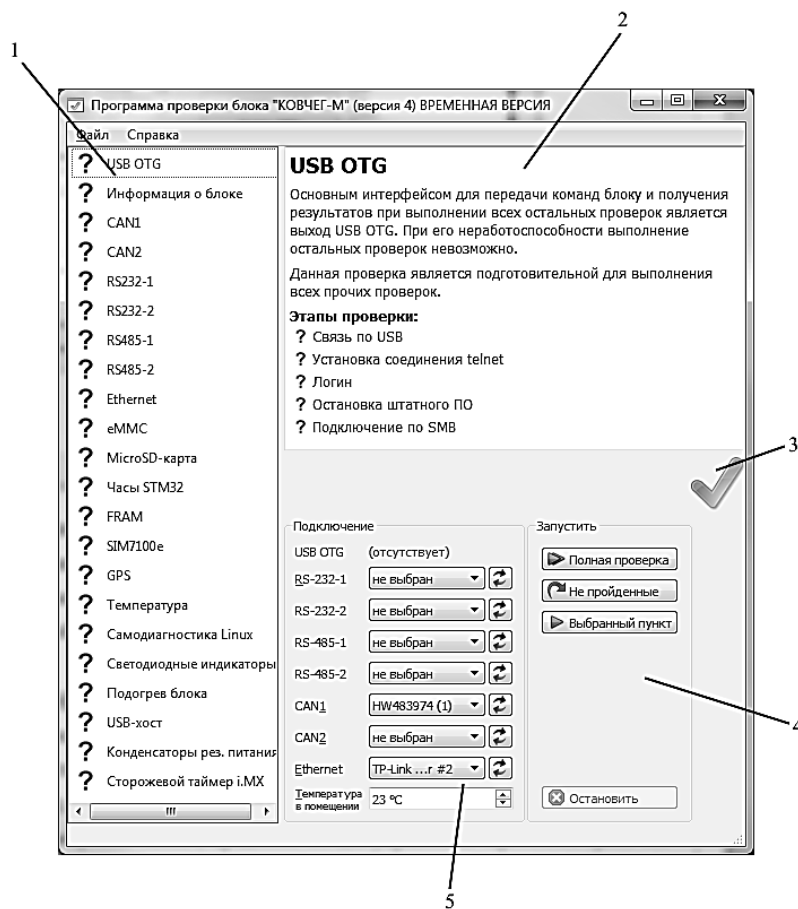 1
2
Программа проверки блока "КОВЧЕГ-М" (версия 4) ВРЕМЕННАЯ ВЕРСИЯ
Файл Справка
? USB OTG
? Информация о блоке
? CAN1
? CAN2
? RS232-1
? RS232-2
? RS485-1
? RS485-2
? Ethernet
? eMMC
? MicroSD-карта
? Часы STM32
? FRAM
? SIM7100e
? GPS
? Температура
? Самодиагностика Linux
? Светодиодные индикаторы
? Подогрев блока
? USB-хост
? Конденсаторы рез. питания
? Сторожевой таймер i.MX
USB OTG
Основным интерфейсом для передачи команд блоку и получения
результатов при выполнении всех остальных проверок является
выход USB OTG. При его неработоспособности выполнение
остальных проверок невозможно.
Данная проверка является подготовительной для выполнения
всех прочих проверок.
Этапы проверки:
? Связь по USB
? Установка соединения telnet
? Логин
? Остановка штатного ПО
? Подключение по SMB
3
Подключение
USB OTG (отсутствует)
RS-232-1 не выбран
RS-232-2 не выбран
RS-485-1 не выбран
RS-485-2 не выбран
CAN1 HW483974 (1)
CAN2 не выбран
Ethernet TP-Link ...r #2
Температура
в помещении 23 °C
Запустить
Полная проверка
Не пройденные
Выбранный пункт
Остановить
4
5